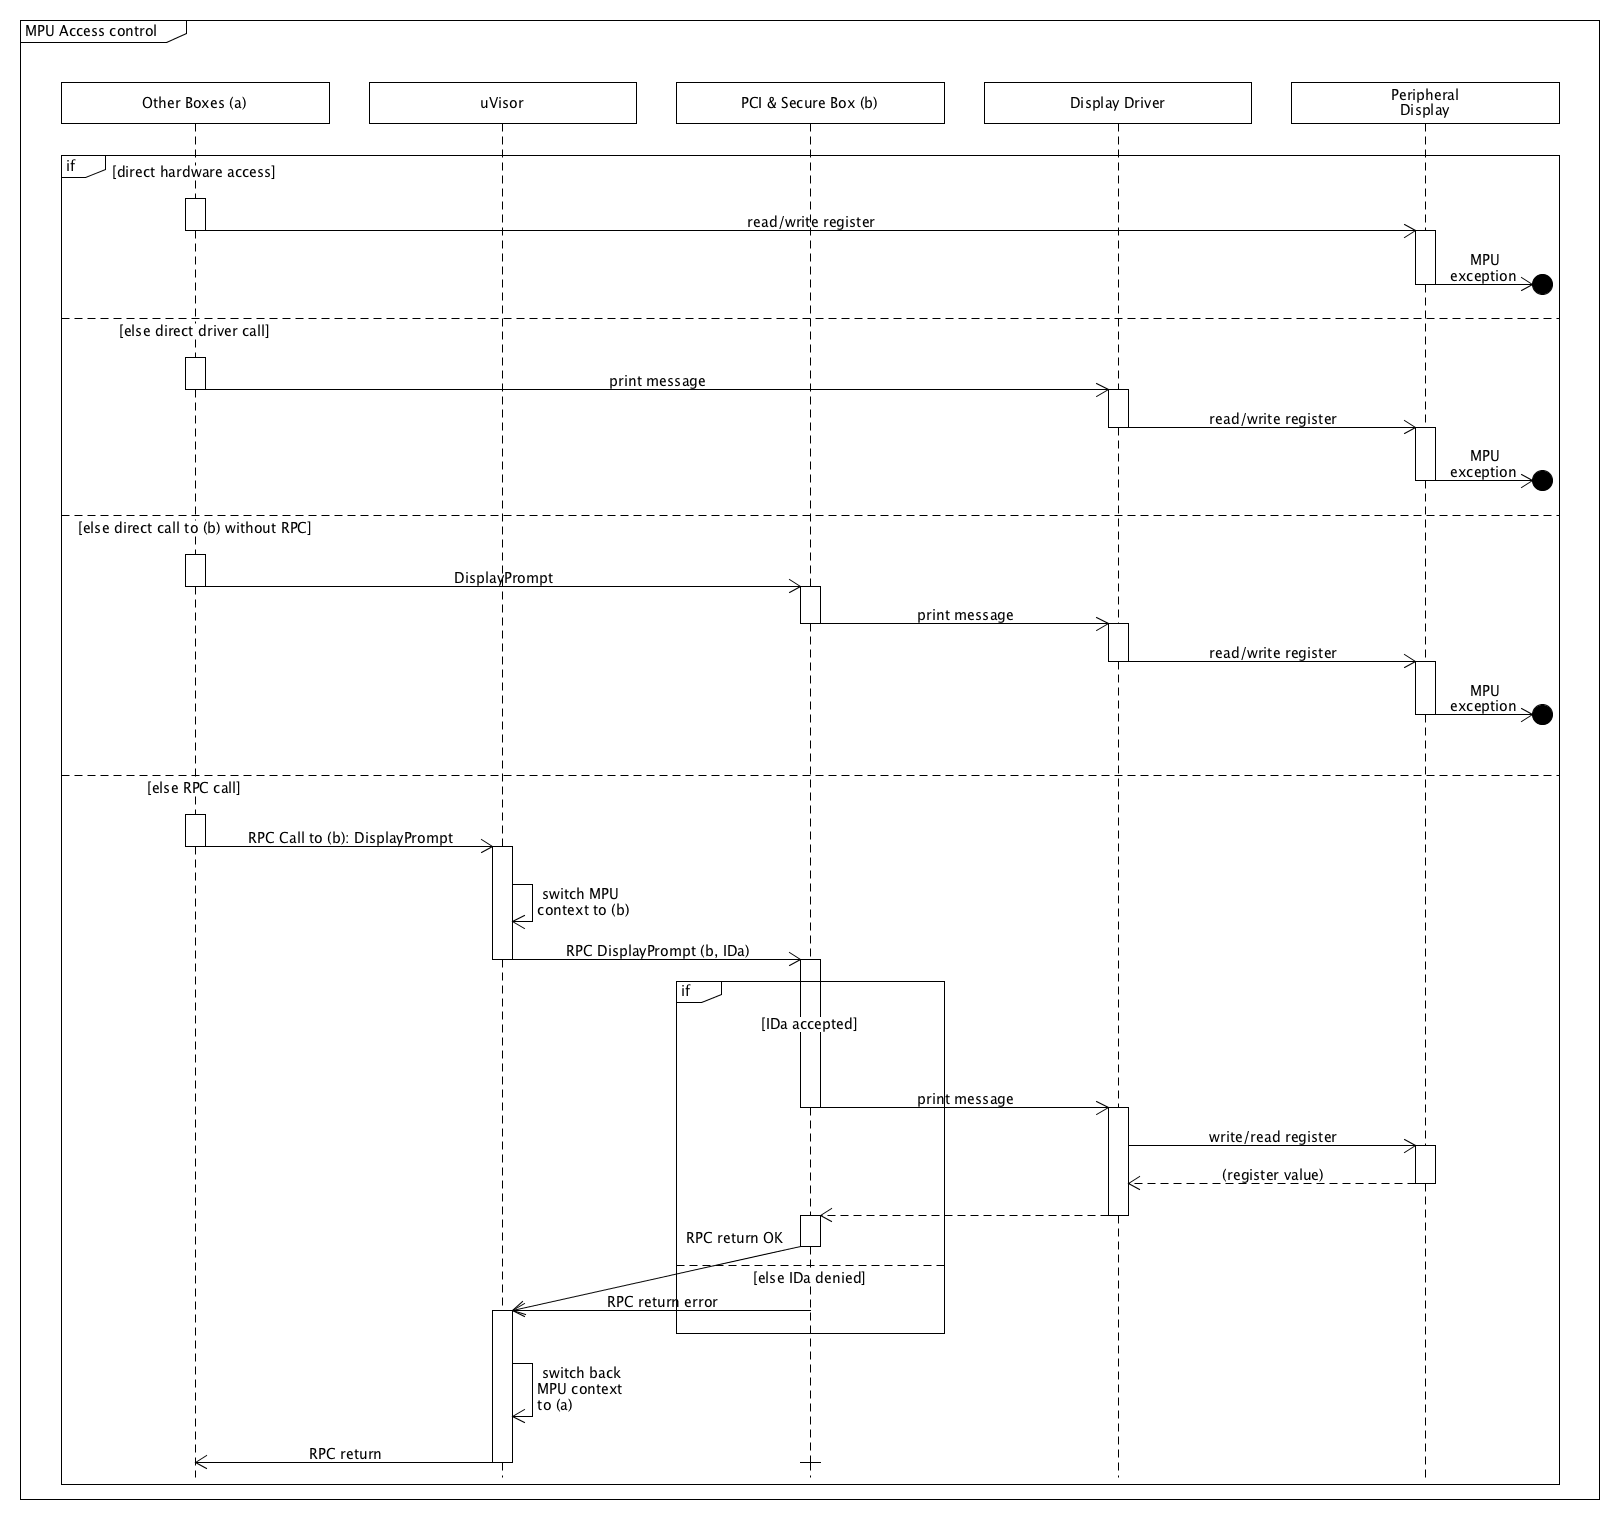 MPU Access control
Other Boxes (a)
uVisor
PCI & Secure Box (b)
Display Driver
Peripheral
Display
if
[direct hardware access]
read/write register
MPU
exception
[else direct driver call]
print message
read/write register
MPU
exception
[else direct call to (b) without RPC]
DisplayPrompt
print message
read/write register
MPU
exception
[else RPC call]
RPC Call to (b): DisplayPrompt
switch MPU
context to (b)
RPC DisplayPrompt (b, IDa)
if
[IDa accepted]
print message
write/read register
(register value)
RPC return OK
[else IDa denied]
RPC return error
switch back
MPU context
to (a)
RPC return